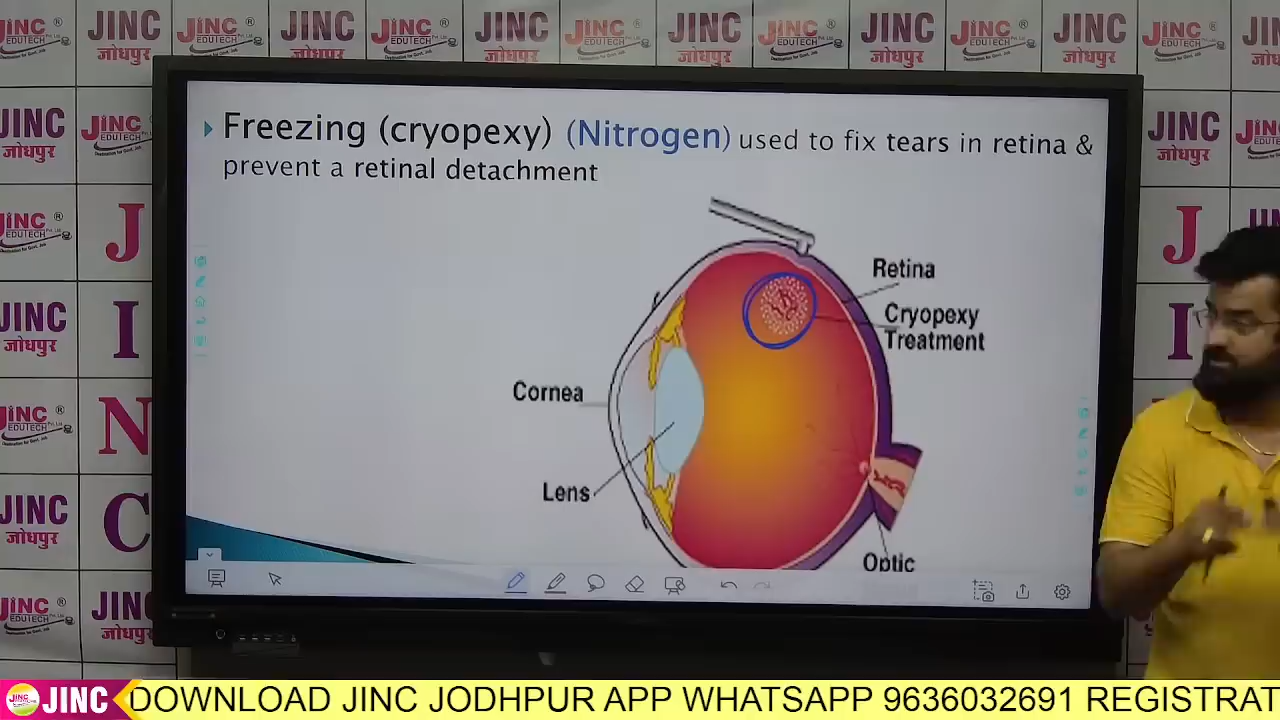 Freezing (cryopexy) (Nitrogen) used to fix tears in retina &
prevent a retinal detachment
Retina
Cryopexy
Treatment
Cornea
Lens
Optic
JINC
EDUTECH
जोधपुर
J
I
N
C
JINC DOWNLOAD JINC JODHPUR APP WHATSAPP 9636032691 REGISTRAT